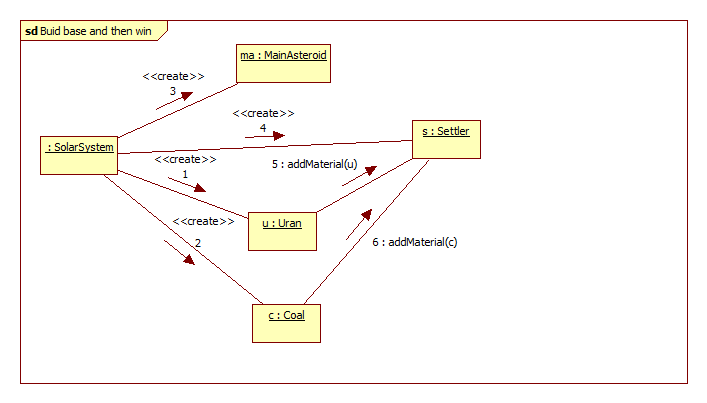 sd Buid base and then win
ma : MainAsteroid
<<create>>
3
<<create>>
4
s : Settler
: SolarSystem
<<create>>
1
5 : addMaterial(u)
<<create>>
2
u : Uran
6 : addMaterial(c)
c : Coal